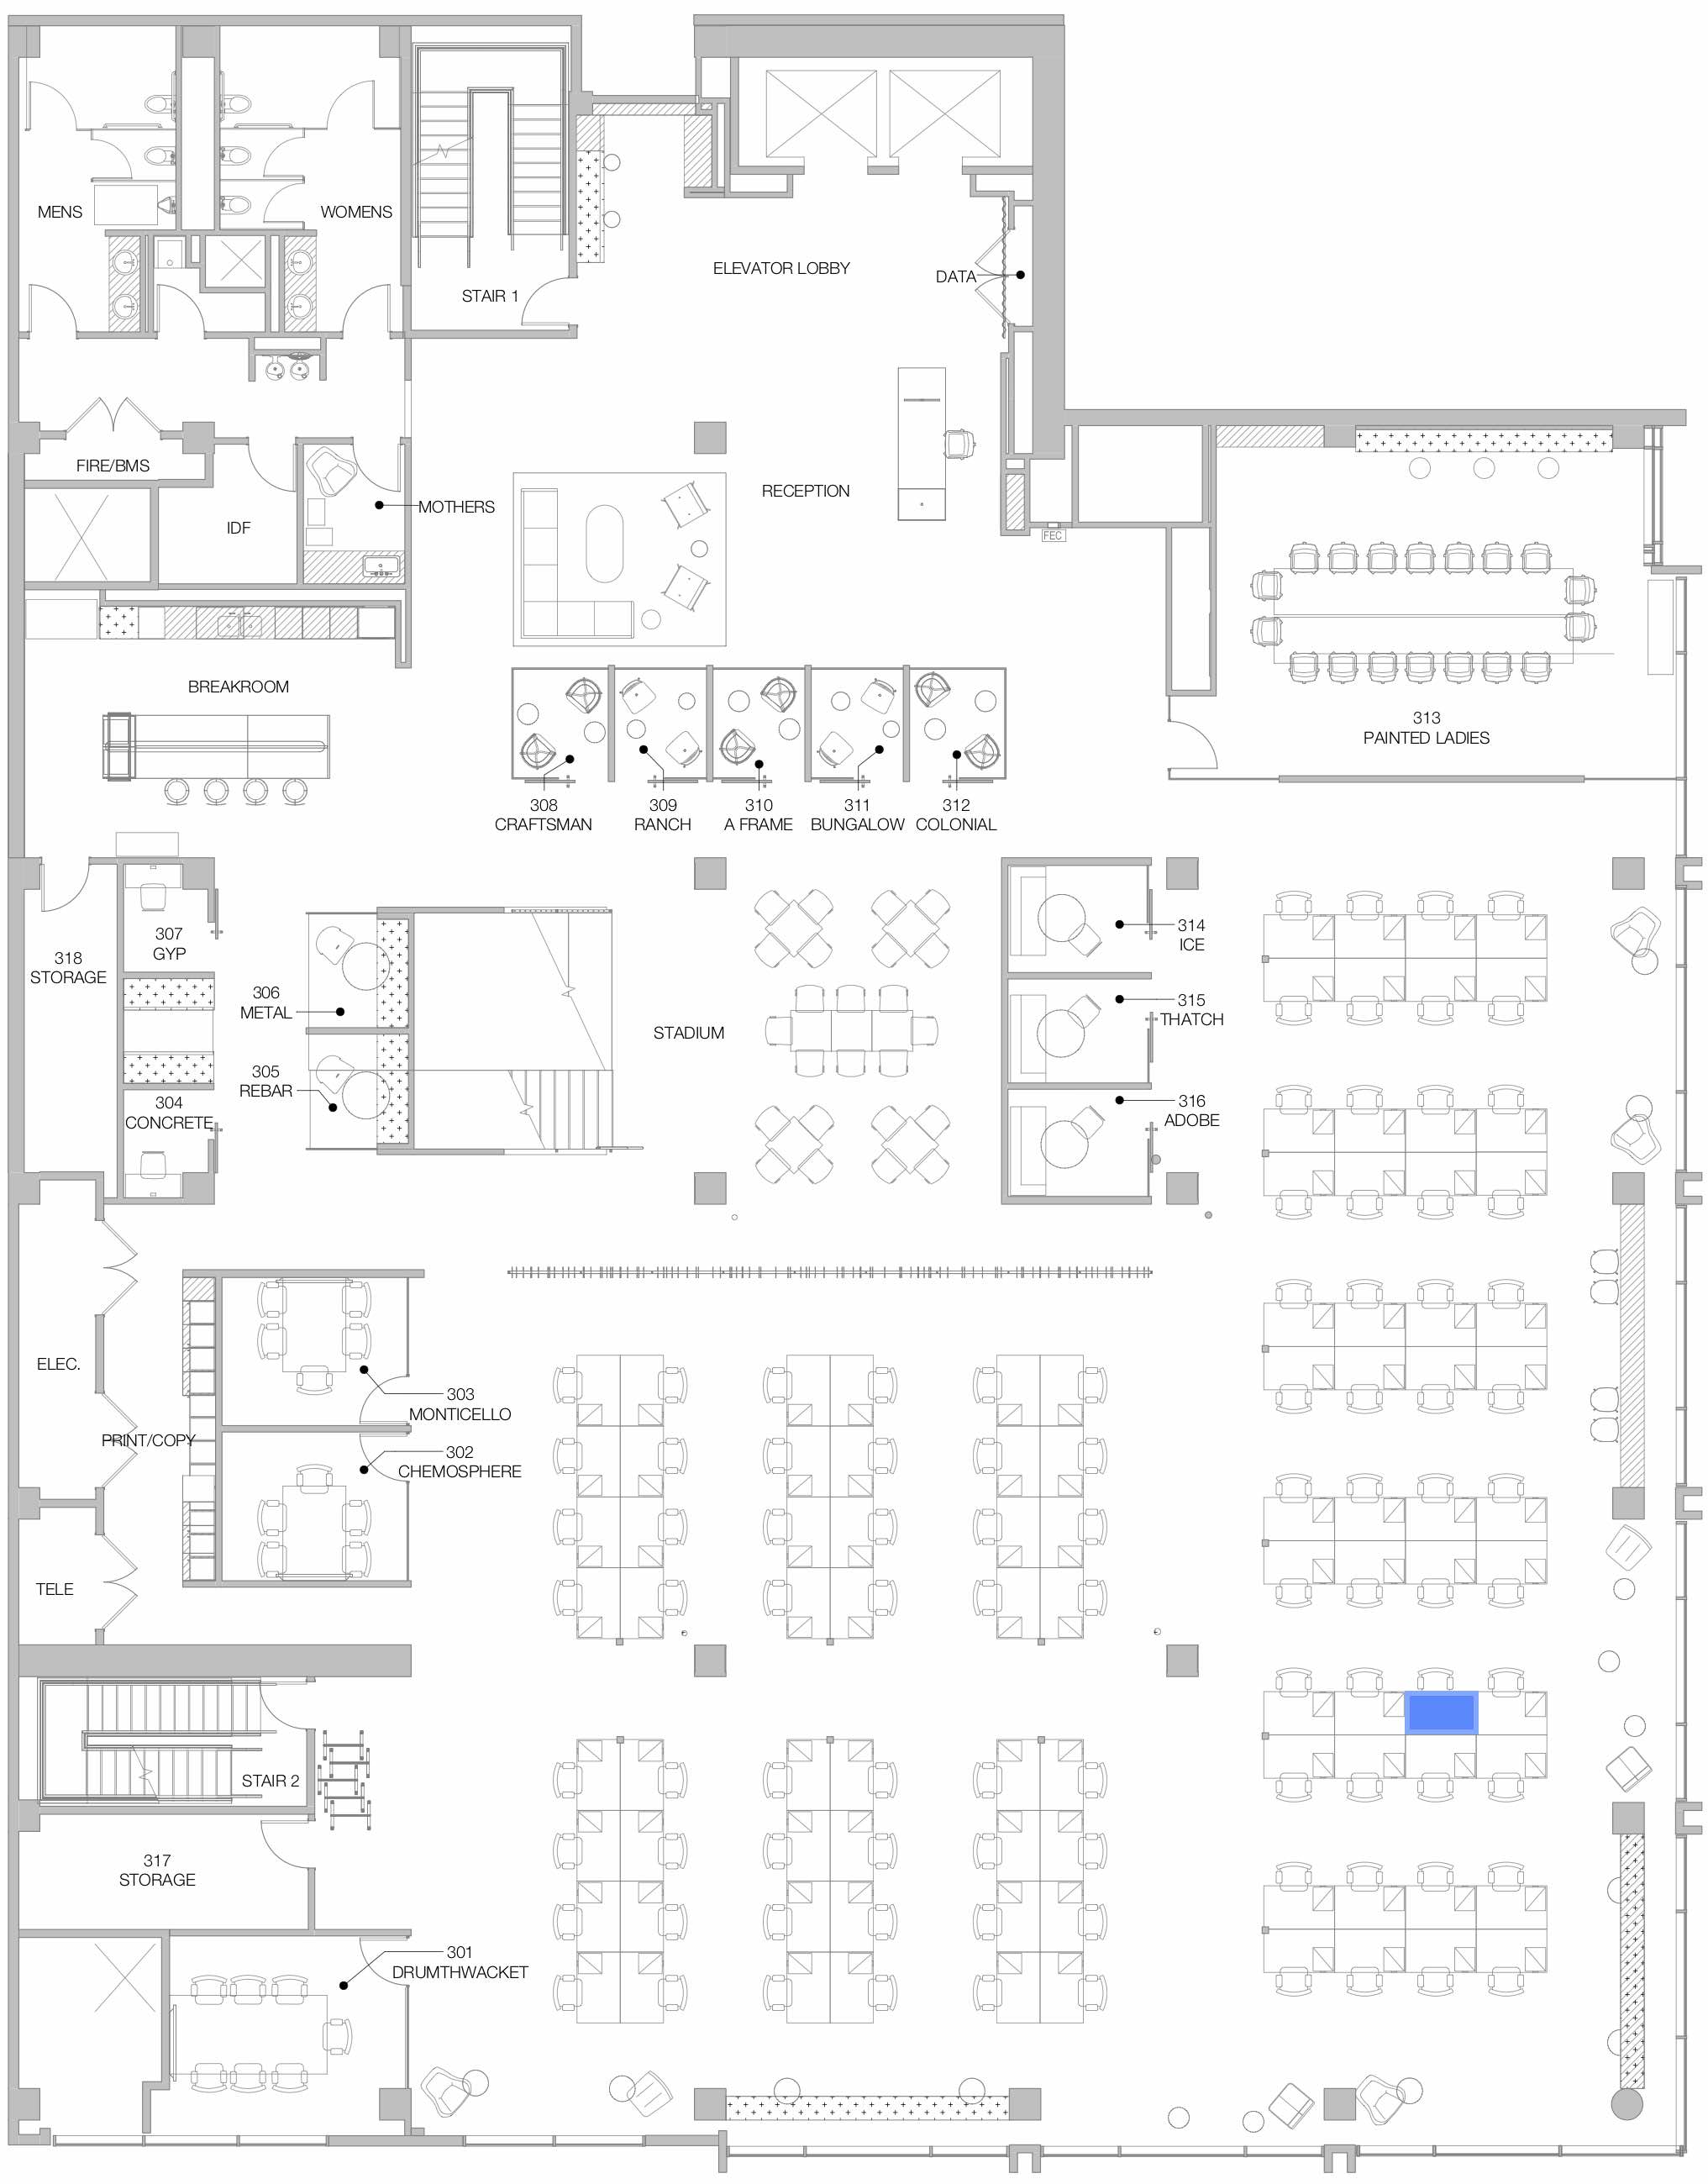 MENS
WOMENS
STAIR 1
ELEVATOR LOBBY
DATA
FIRE/BMS
IDF
MOTHERS
RECEPTION
FEC
BREAKROOM
313
PAINTED LADIES
308
CRAFTSMAN
309
RANCH
310
A FRAME
311
BUNGALOW
312
COLONIAL
307
GYP
318
STORAGE
306
METAL
305
REBAR
304
CONCRETE
STADIUM
314
ICE
315
THATCH
316
ADOBE
ELEC.
PRINT/COPY
303
MONTICELLO
302
CHEMOSPHERE
TELE
STAIR 2
317
STORAGE
301
DRUMTHWACKET